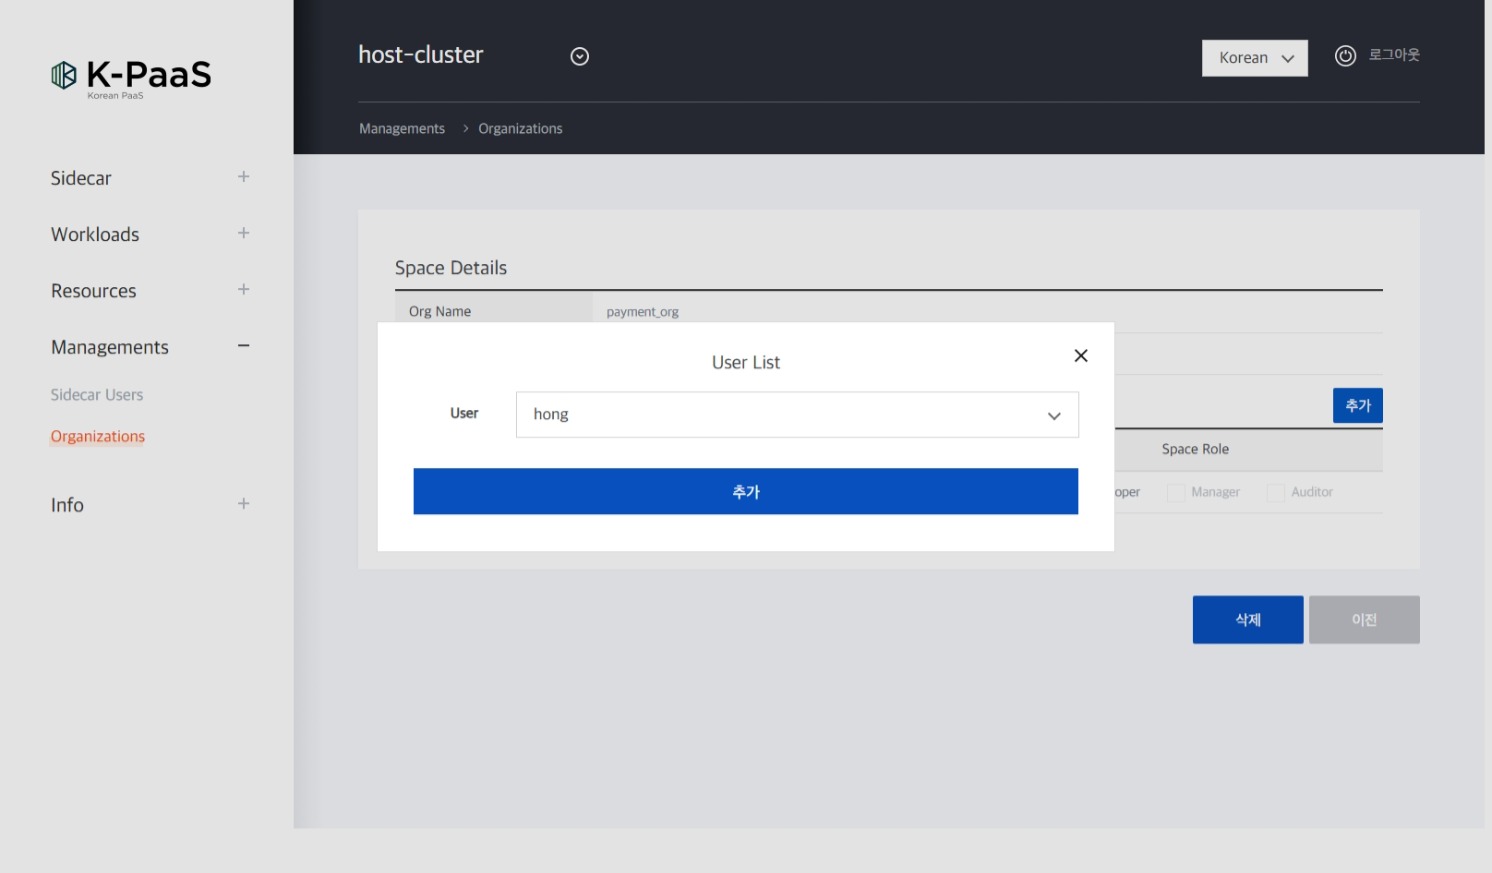 K-PaaS
Korean PaaS
host-cluster
Korean
로그아웃
Managements > Organizations
Sidecar
Workloads
Resources
Managements
Sidecar Users
Organizations
Info
Space Details
Org Name payment_org
User List
User hong
추가
추가
Space Role
oper Manager Auditor
삭제 이전